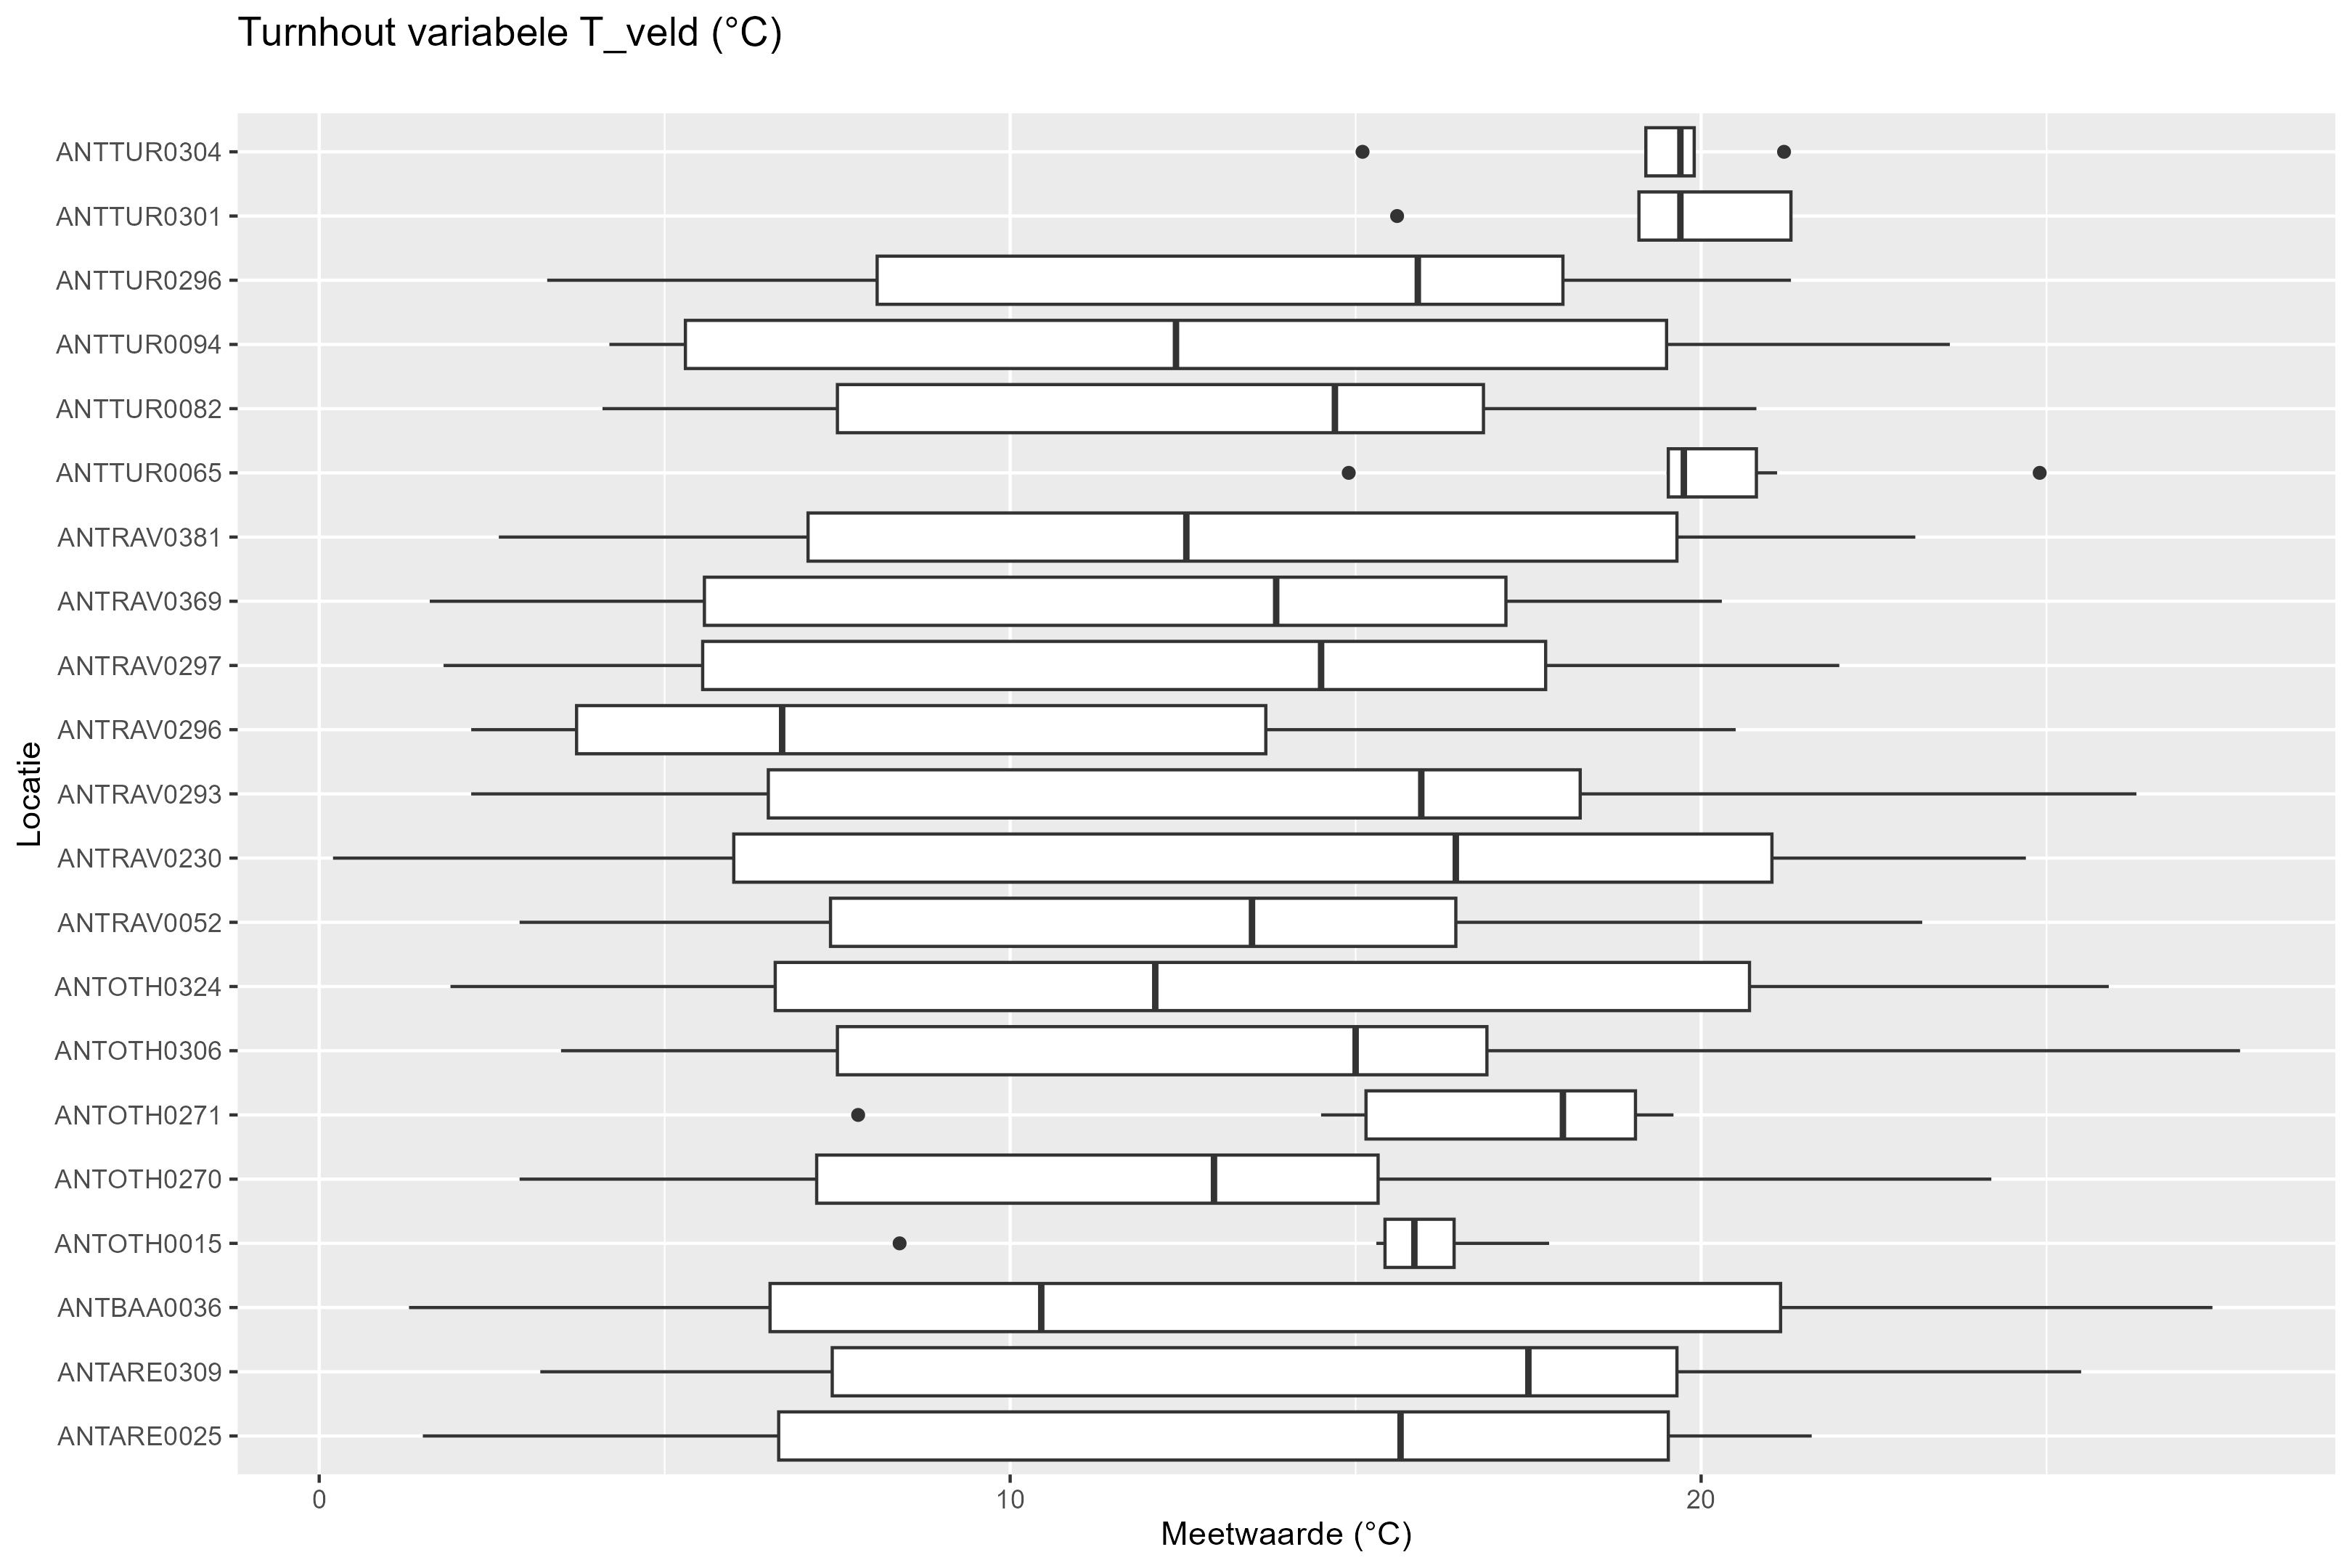 Turnhout variabele T_veld (°C)
ANTTUR0304
ANTTUR0301
ANTTUR0296
ANTTUR0094
ANTTUR0082
ANTTUR0065
ANTRAV0381
ANTRAV0369
ANTRAV0297
ANTRAV0296
ANTRAV0293
ANTRAV0230
ANTRAV0052
ANTOTH0324
ANTOTH0306
ANTOTH0271
ANTOTH0270
ANTOTH0015
ANTBAA0036
ANTARE0309
ANTARE0025
Locatie
0 10 20
Meetwaarde (°C)